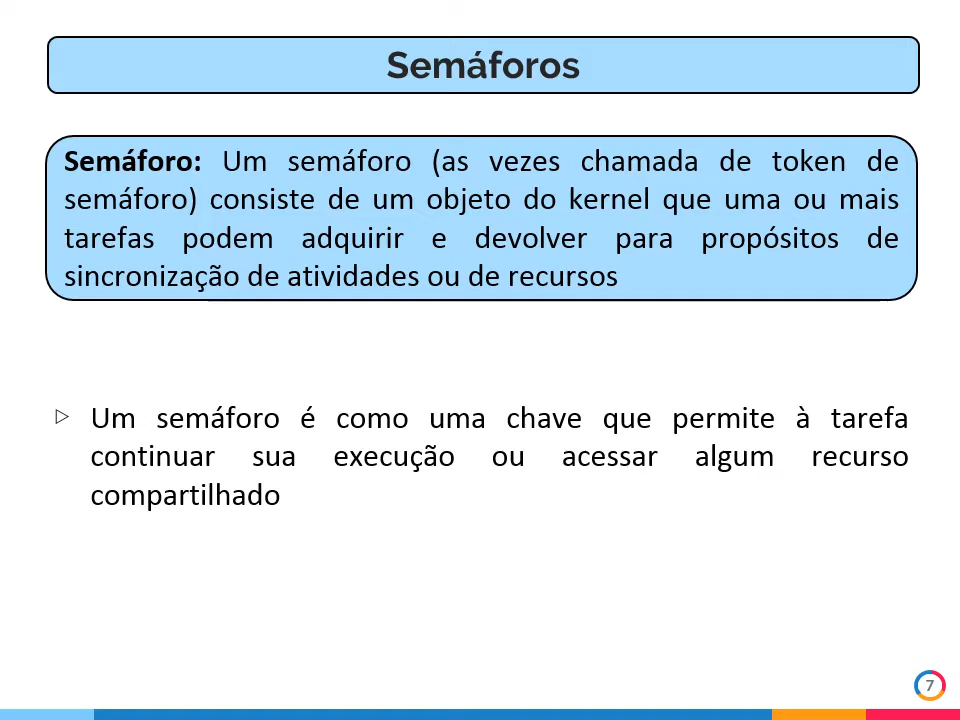 Semáforos
Semáforo: Um semáforo (as vezes chamada de token de
semáforo) consiste de um objeto do kernel que uma ou mais
tarefas podem adquirir e devolver para propósitos de
sincronização de atividades ou de recursos
Um semáforo é como uma chave que permite à tarefa
continuar sua execução ou acessar algum recurso
compartilhado
7